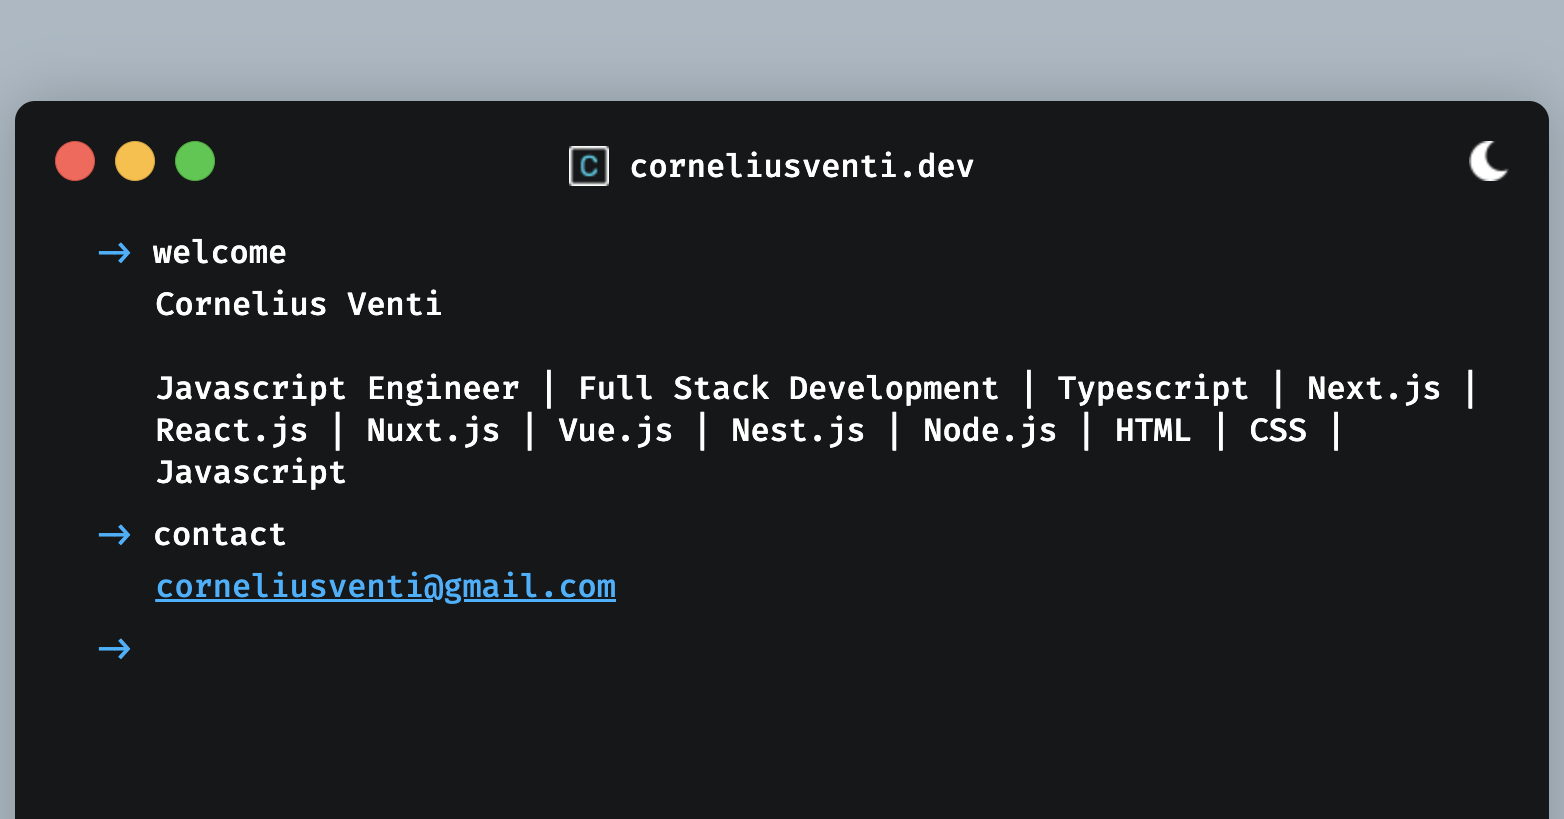 C corneliusventi.dev
→ welcome
Cornelius Venti
Javascript Engineer | Full Stack Development | Typescript | Next.js |
React.js | Nuxt.js | Vue.js | Nest.js | Node.js | HTML | CSS |
Javascript
→ contact
corneliusventi@gmail.com
→